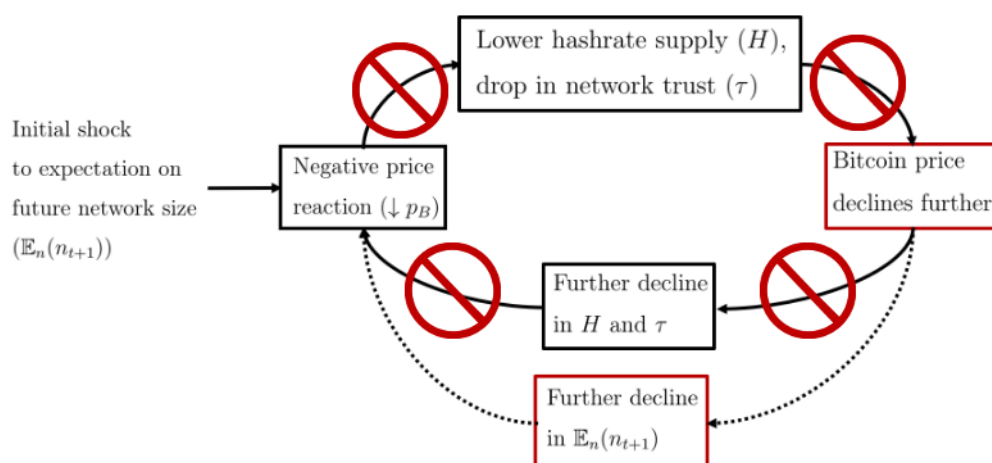 Initial shock
to expectation on
future network size
(𝔼ₙ(nₜ₊₁))
Negative price
reaction (↓ p_B)
Lower hashrate supply (H),
drop in network trust (τ)
Bitcoin price
declines further
Further decline
in H and τ
Further decline
in 𝔼ₙ(nₜ₊₁)